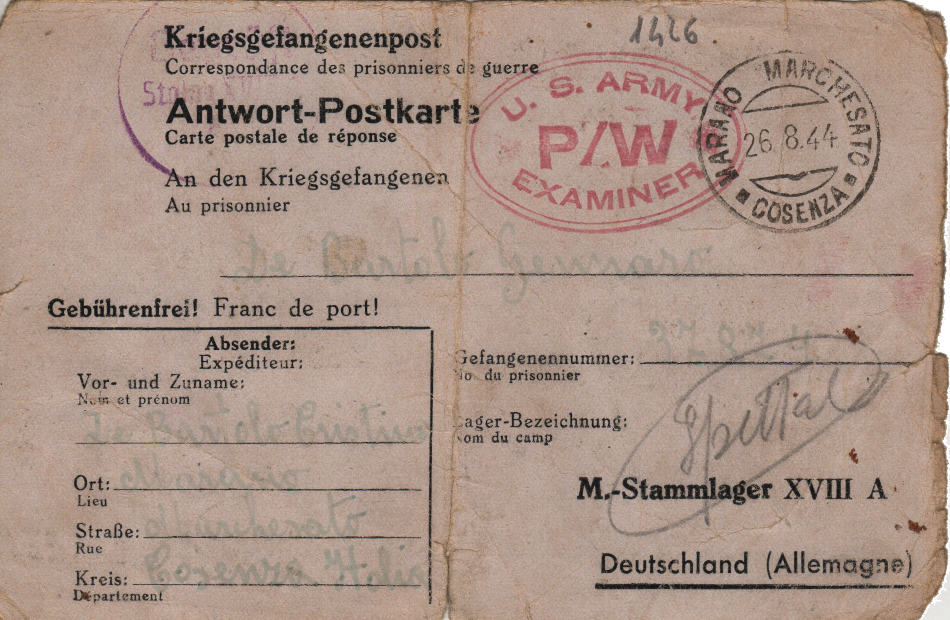 1426
Kriegsgefangenenpost
Correspondance des prisonniers de guerre
Stalag
Antwort-Postkarte
Carte postale de réponse
U. S. ARMY
P/W
EXAMINER
MARANO MARCHESATO
26.8.44
COSENZA
An den Kriegsgefangenen
Au prisonnier
De Bartolo Gennaro
Gebührenfrei! Franc de port!
Absender:
Expéditeur:
Vor- und Zuname:
Nom et prénom
De Bartolo
Ort: Marano
Lieu
Straße: Marchesato
Rue
Kreis: Cosenza Italia
Département
Gefangenennummer:
No. du prisonnier
Lager-Bezeichnung:
Nom du camp
Spittal
M.-Stammlager XVIII A
Deutschland (Allemagne)